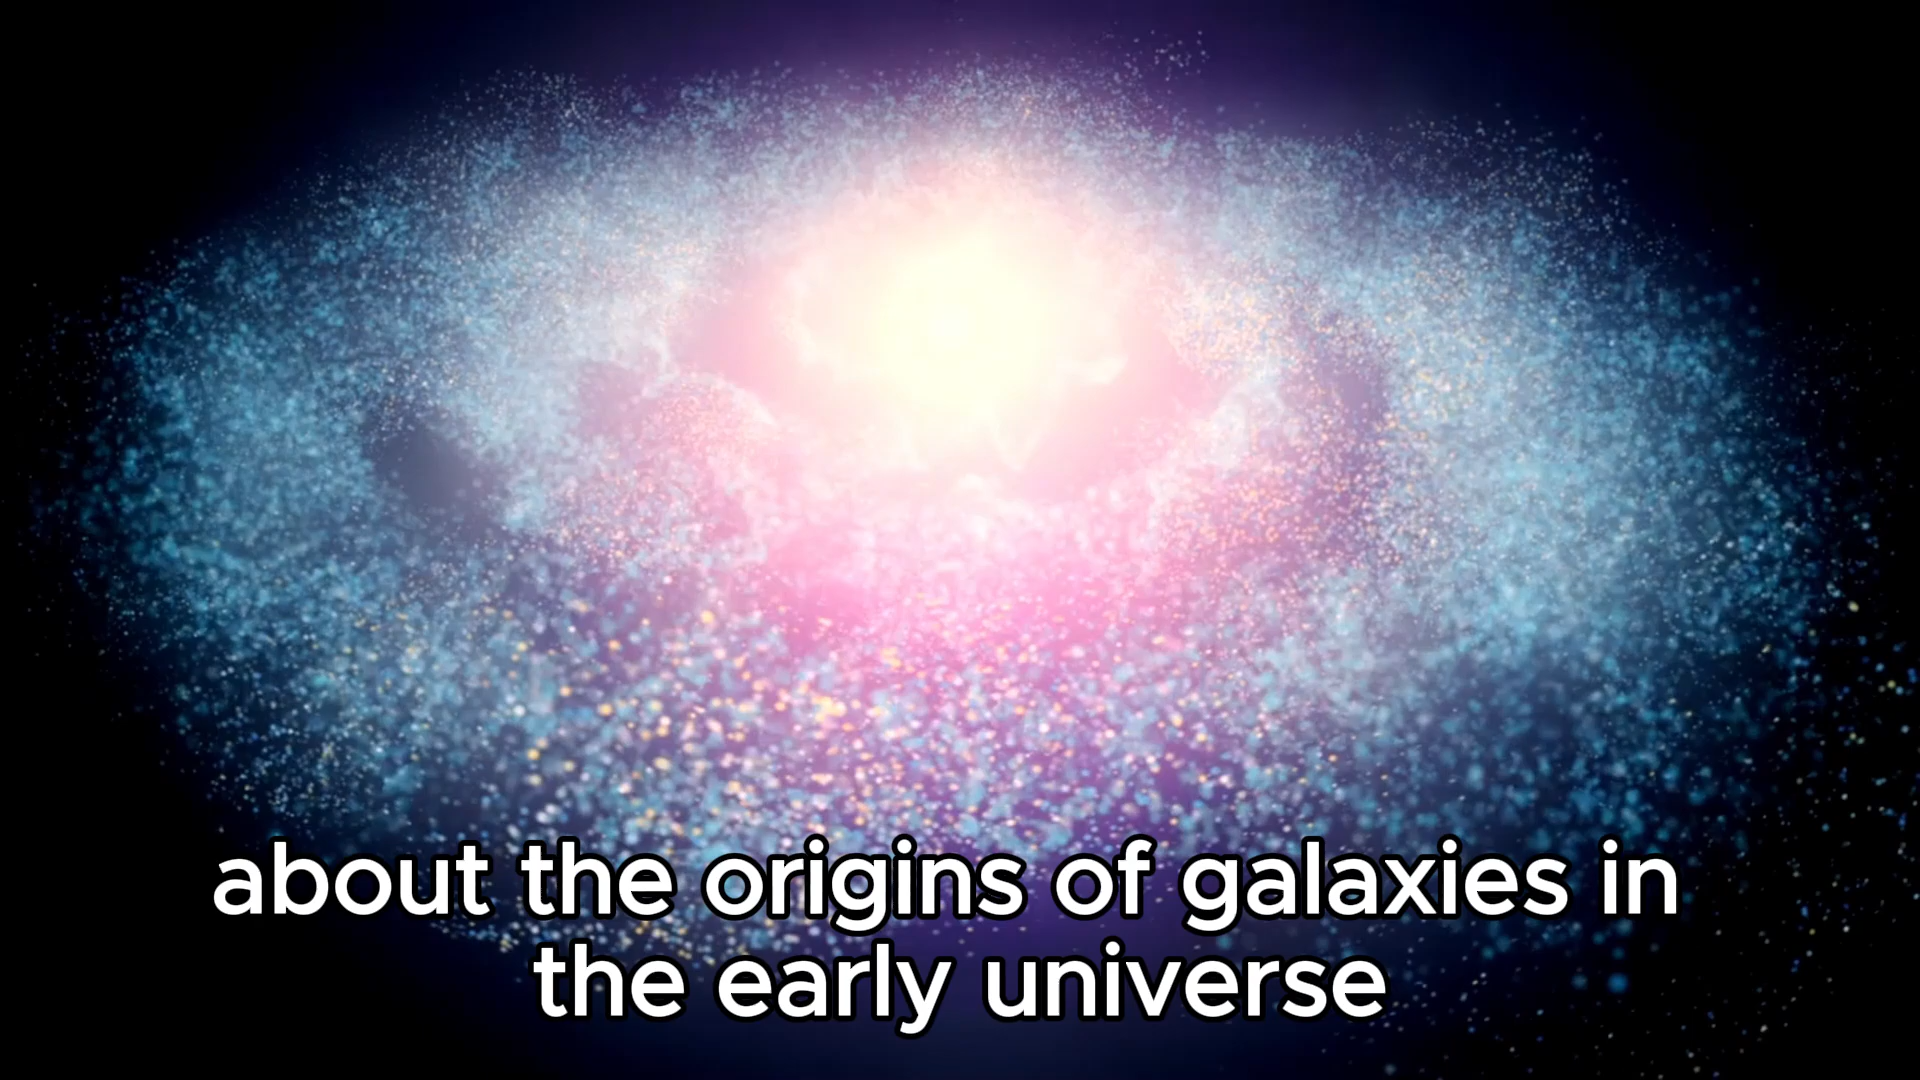 about the origins of galaxies in
the early universe